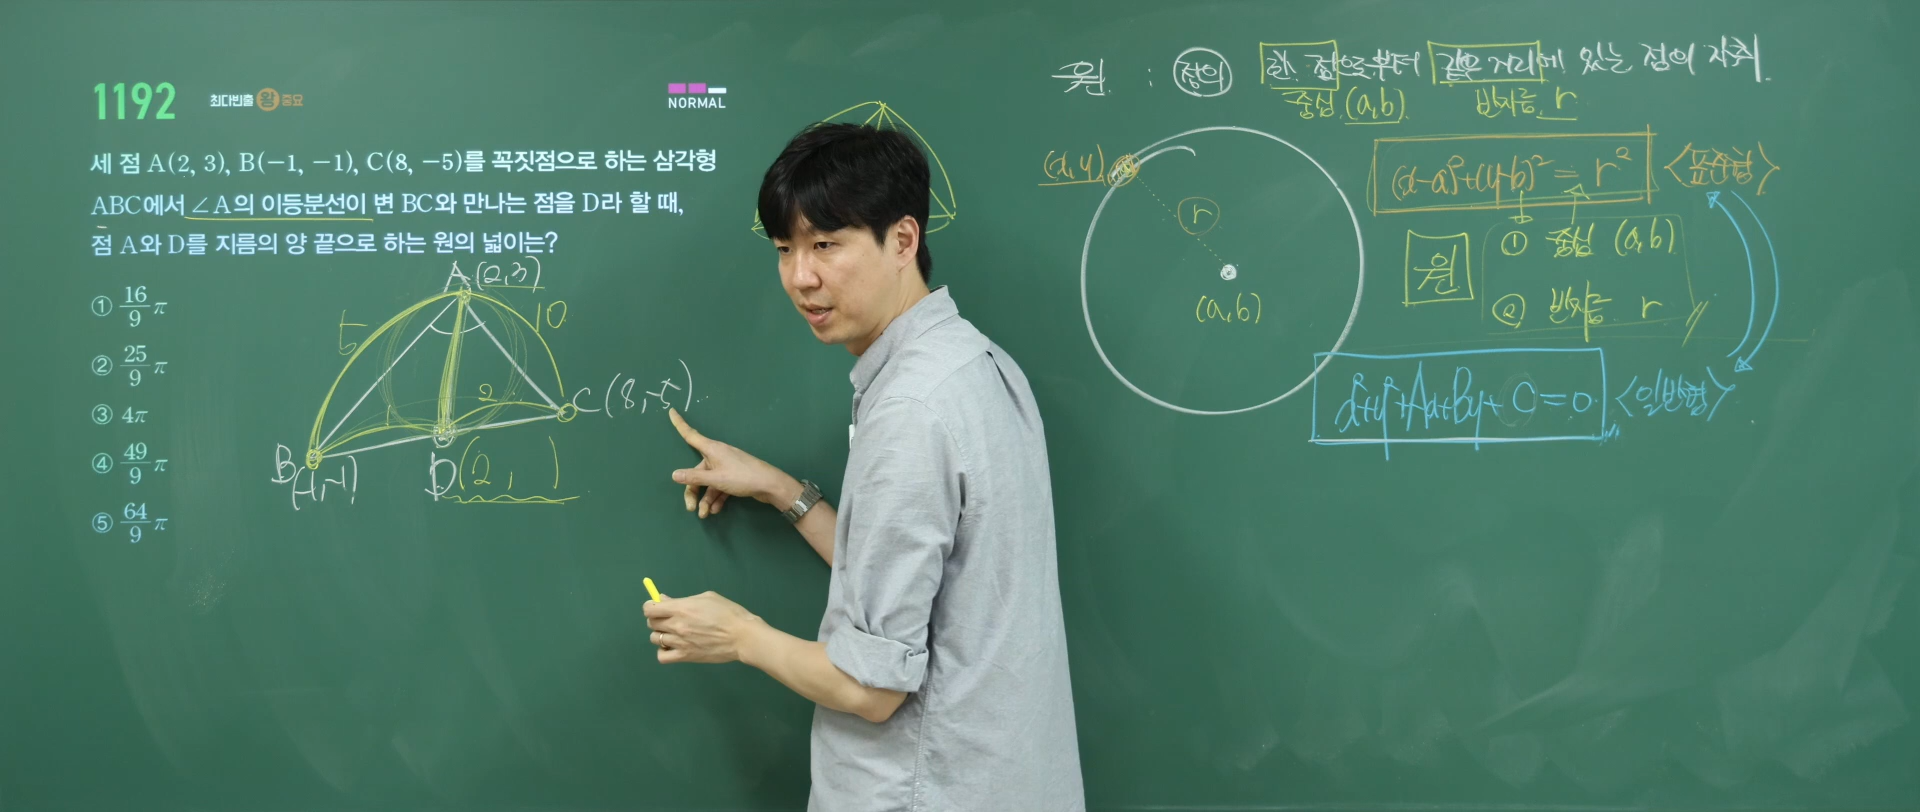 1192 최다빈출 왕 중요
NORMAL
세 점 A(2, 3), B(−1, −1), C(8, −5)를 꼭짓점으로 하는 삼각형
ABC에서 ∠A의 이등분선이 변 BC와 만나는 점을 D라 할 때,
점 A와 D를 지름의 양 끝으로 하는 원의 넓이는?
① 16/9 π
② 25/9 π
③ 4π
④ 49/9 π
⑤ 64/9 π
A(2,3)
5
10
1
2
C(8,-5)
B(-1,-1)
D(2, )
원 : 정의 한 점으로부터 같은 거리에 있는 점의 자취.
중심 (a,b) 반지름 r
(x,y)
r
(a,b)
(x-a)²+(y-b)² = r² <표준형>
원
① 중심 (a,b)
② 반지름 r
x²+y²+Ax+By+C=0 <일반형>